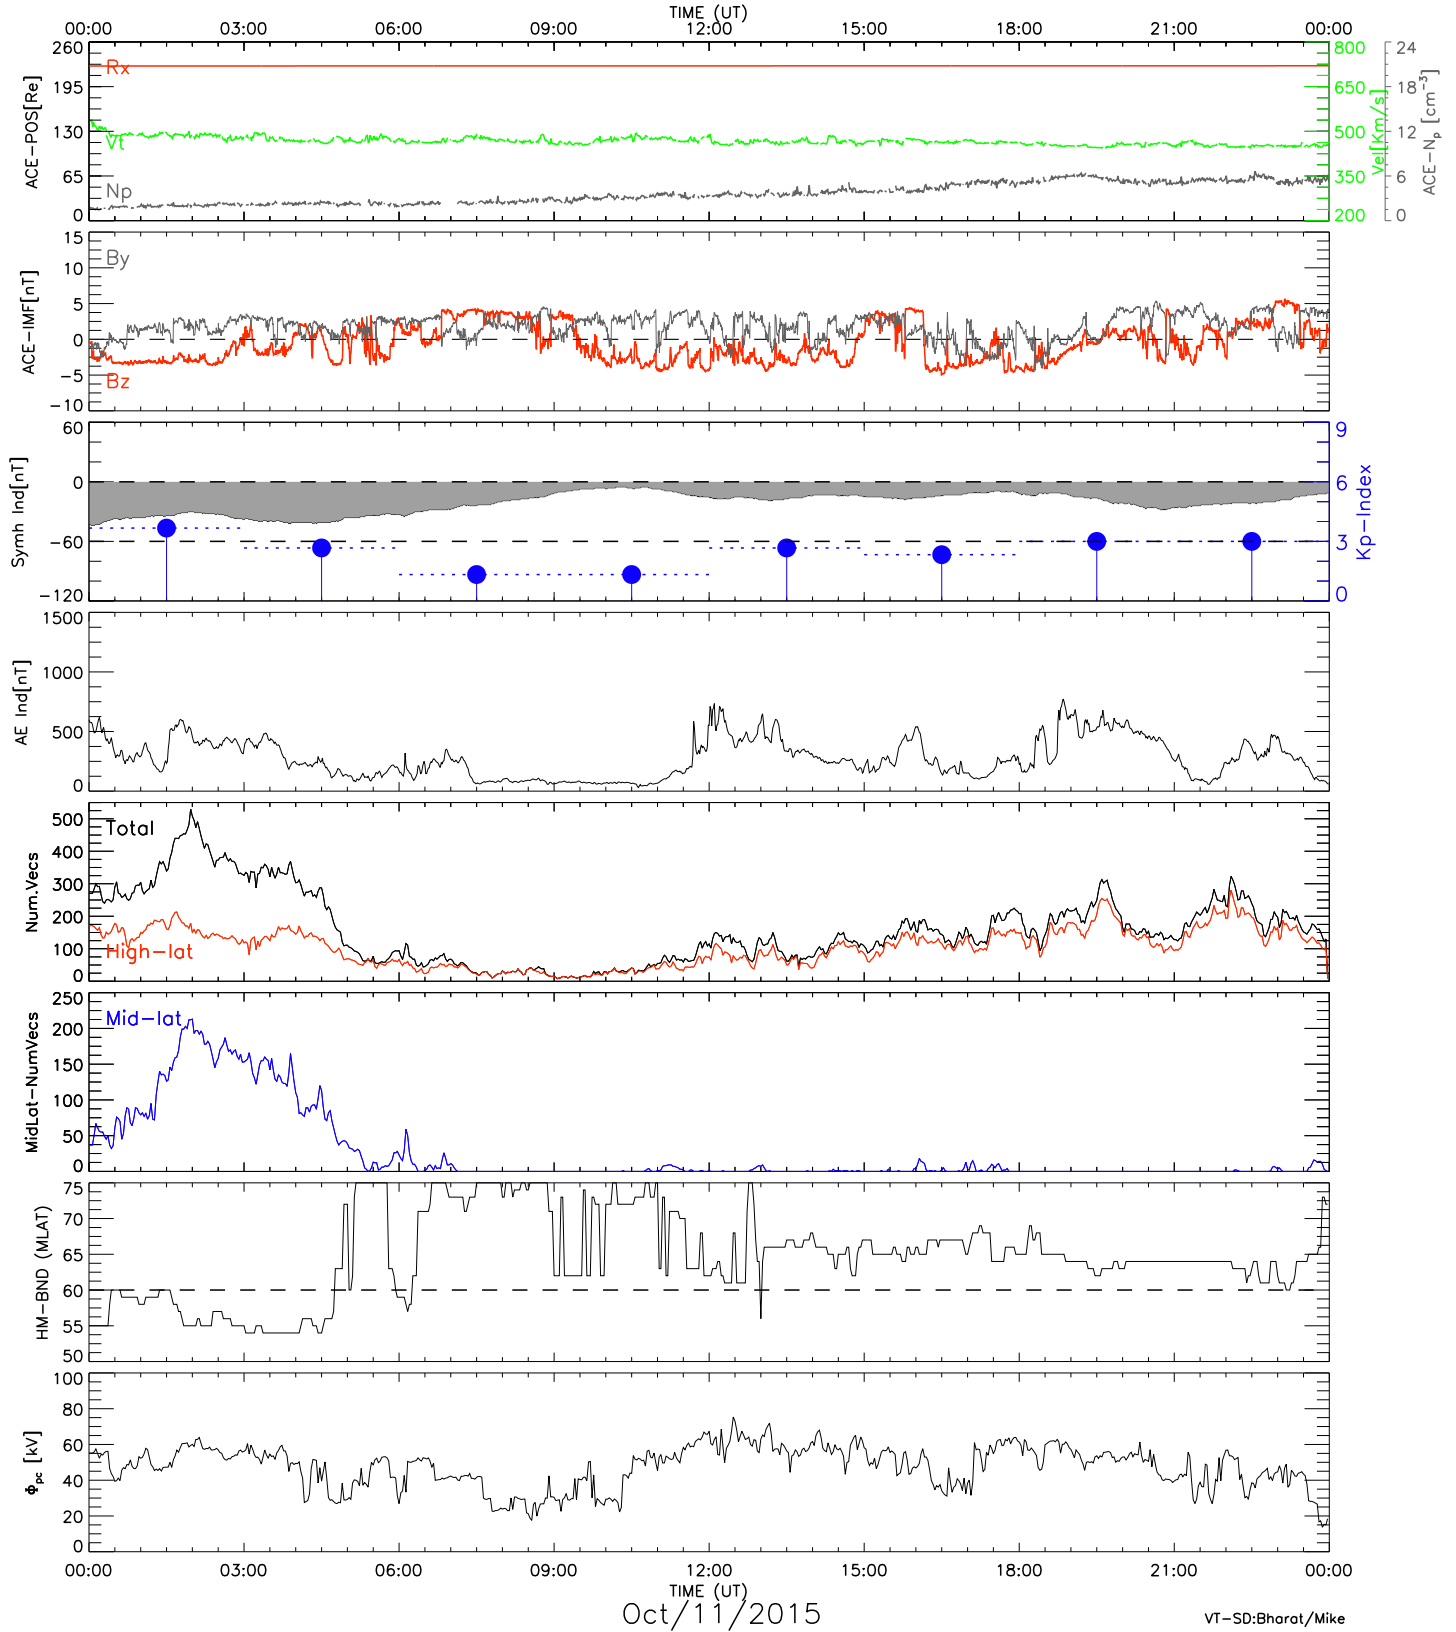 TIME (UT)
00:00 03:00 06:00 09:00 12:00 15:00 18:00 21:00 00:00
ACE-POS[Re]
260
195
130
65
0
Rx
Vt
Np
800
650
500
350
200
Vel[Km/s]
24
18
12
6
0
ACE-Np [cm-3]
ACE-IMF[nT]
15
10
5
0
-5
-10
By
Bz
Symh Ind[nT]
60
0
-60
-120
9
6
3
0
Kp-Index
AE Ind[nT]
1500
1000
500
0
Num.Vecs
500
400
300
200
100
0
Total
High-lat
MidLat-NumVecs
250
200
150
100
50
0
Mid-lat
HM-BND (MLAT)
75
70
65
60
55
50
Φpc [kV]
100
80
60
40
20
0
00:00 03:00 06:00 09:00 12:00 15:00 18:00 21:00 00:00
TIME (UT)
Oct/11/2015
VT-SD:Bharat/Mike